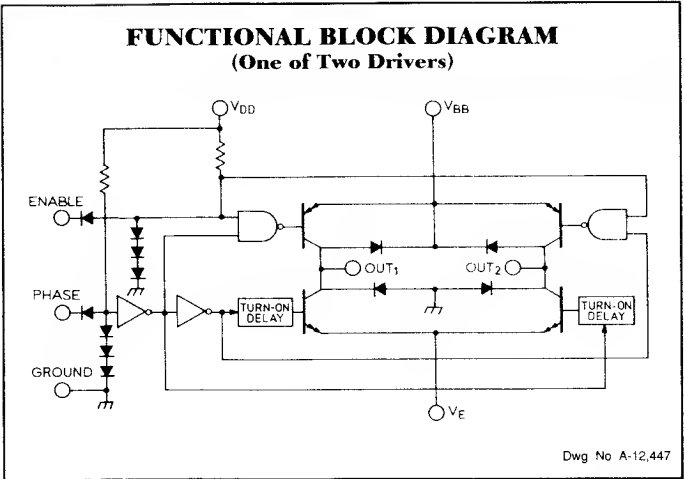 FUNCTIONAL BLOCK DIAGRAM
(One of Two Drivers)
VDD
VBB
ENABLE
OUT1
OUT2
PHASE
TURN-ON
DELAY
TURN-ON
DELAY
GROUND
VE
Dwg No A-12,447